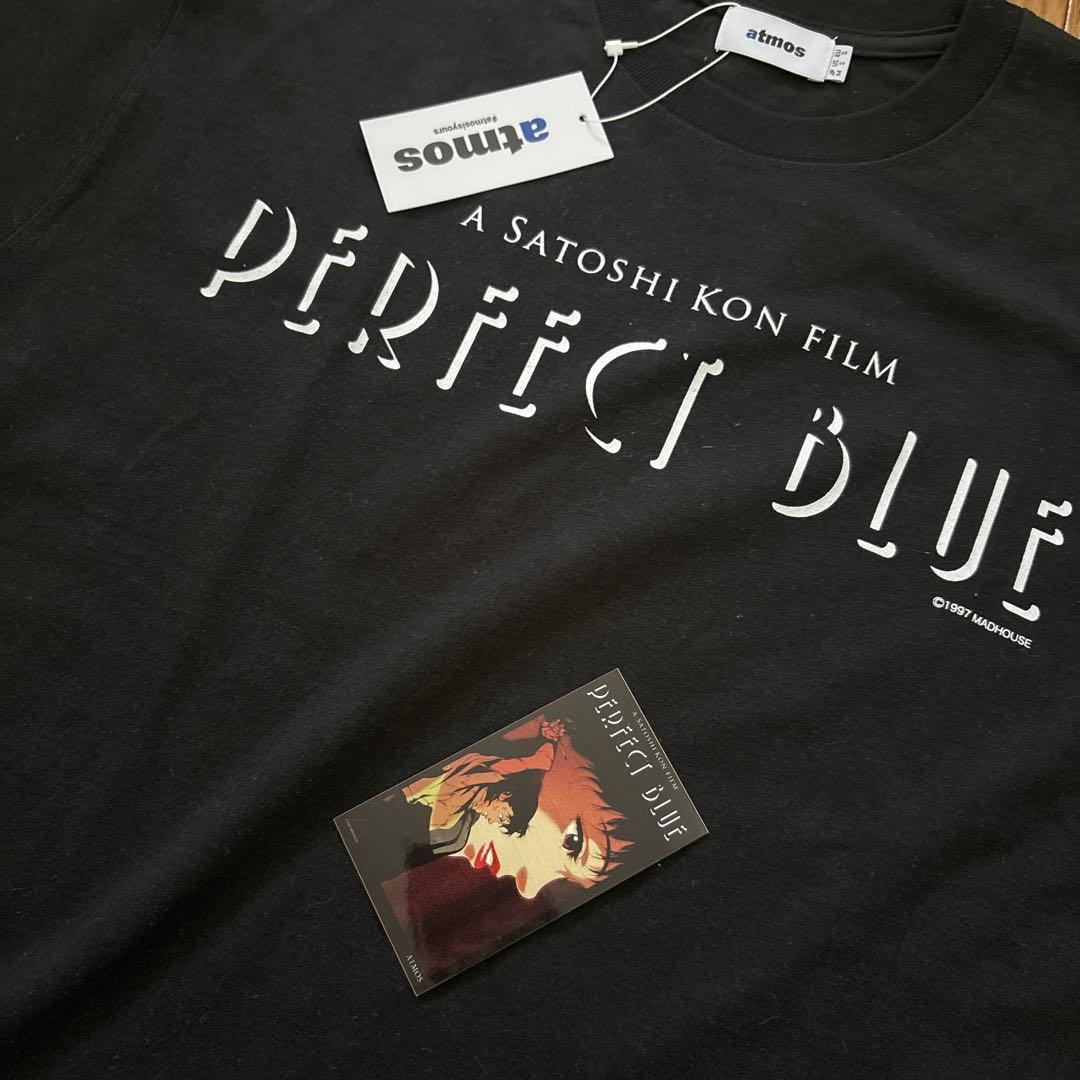 atmos
atmos
#atmosisyours
A SATOSHI KON FILM
PERFECT BLUE
©1997 MADHOUSE
A SATOSHI KON FILM
PERFECT BLUE
ATMOS